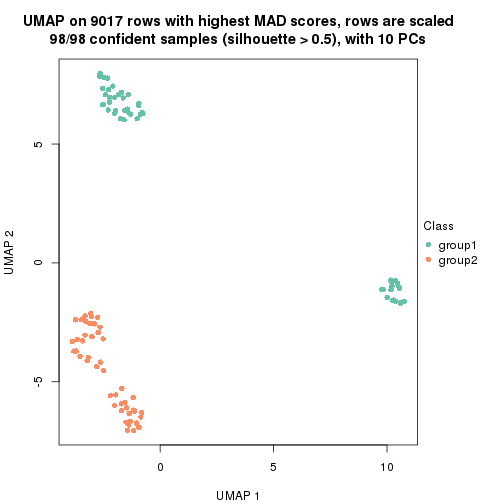 UMAP on 9017 rows with highest MAD scores, rows are scaled
98/98 confident samples (silhouette > 0.5), with 10 PCs
5
0
-5
UMAP 2
0
5
10
UMAP 1
Class
group1
group2